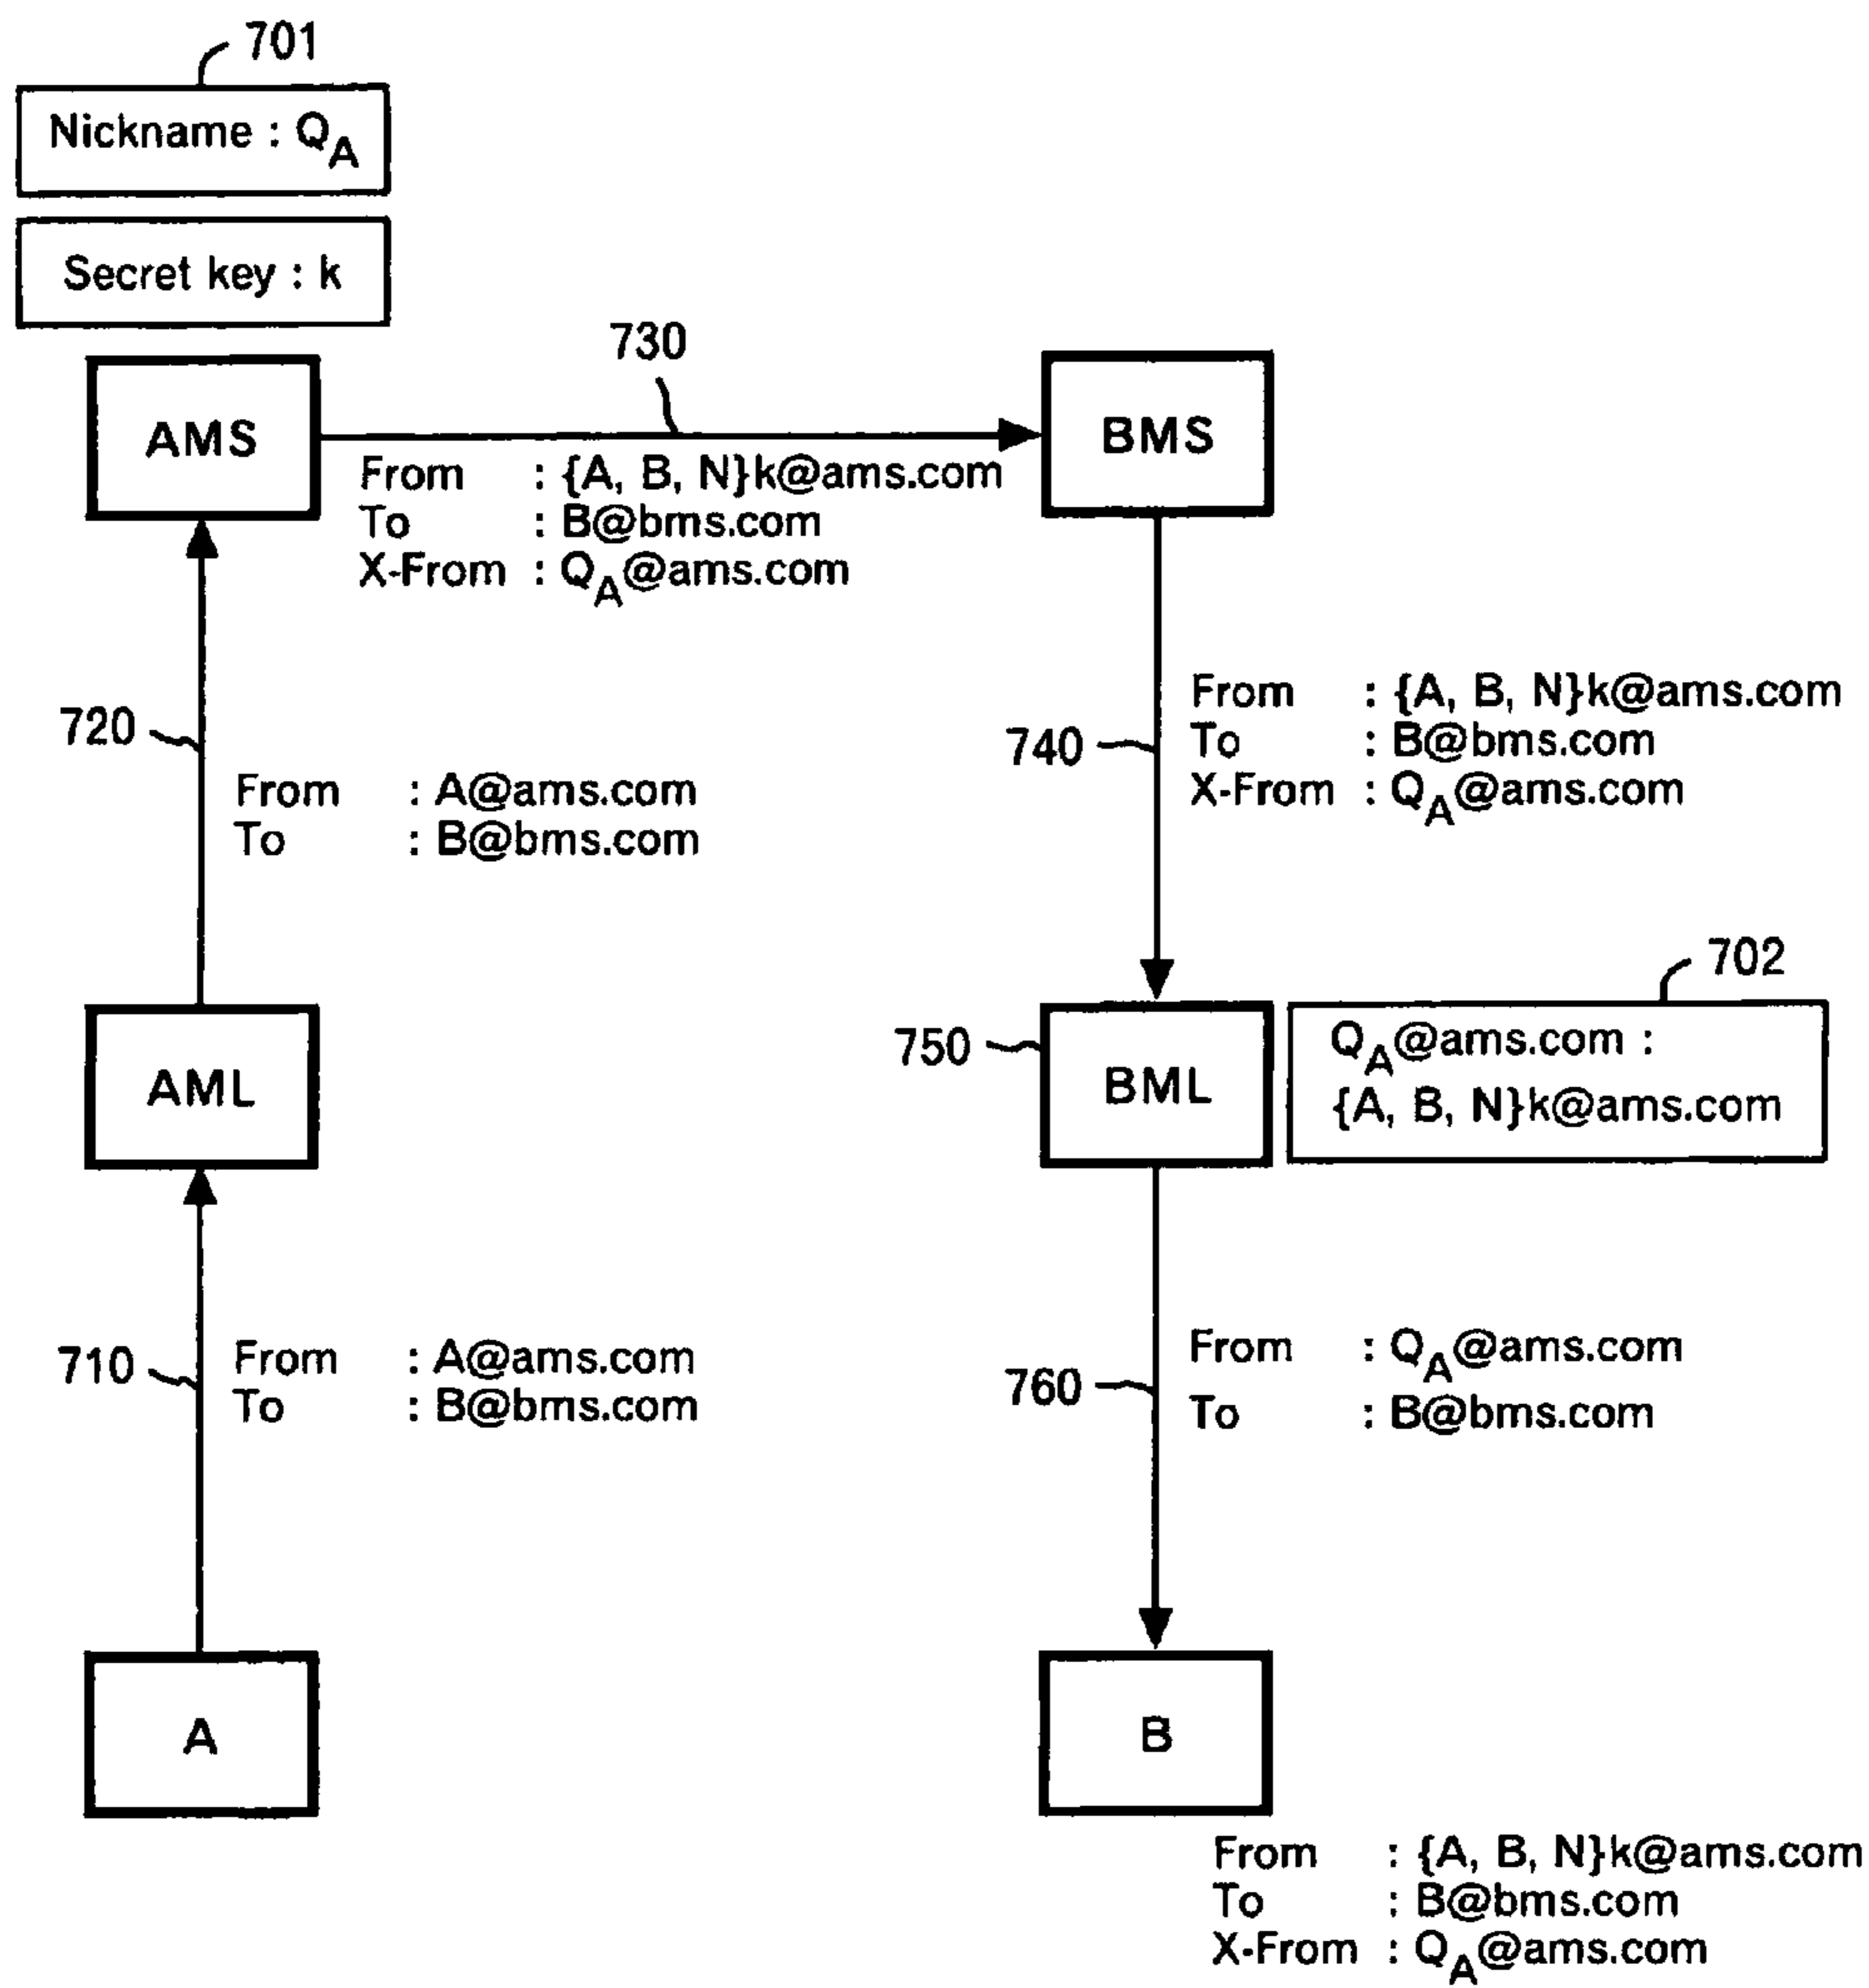 701
Nickname : QA
Secret key : k
730
AMS
BMS
From : {A, B, N}k@ams.com
To : B@bms.com
X-From : QA@ams.com
720
From : A@ams.com
To : B@bms.com
740
From : {A, B, N}k@ams.com
To : B@bms.com
X-From : QA@ams.com
702
AML
750
BML
QA@ams.com :
{A, B, N}k@ams.com
710
From : A@ams.com
To : B@bms.com
760
From : QA@ams.com
To : B@bms.com
A
B
From : {A, B, N}k@ams.com
To : B@bms.com
X-From : QA@ams.com